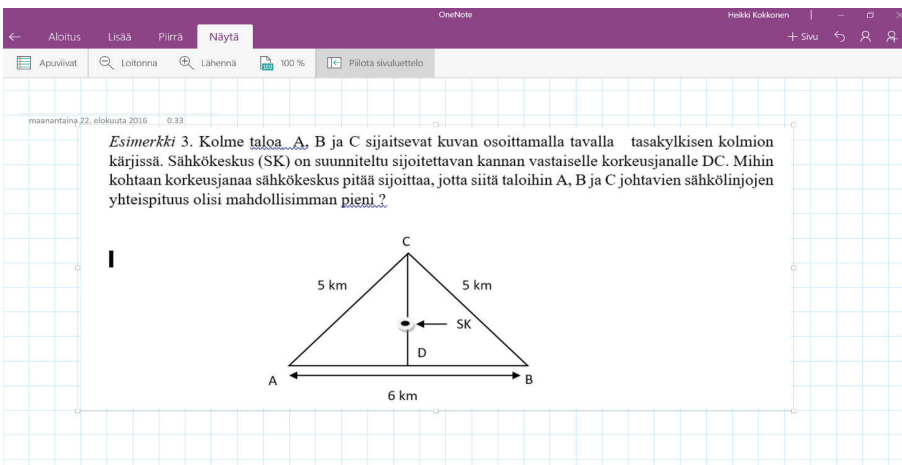 OneNote
Heikki Kokkonen
Aloitus Lisää Piirrä Näytä
+ Sivu
Apuviivat Loitonna Lähennä 100 % Piilota sivuluettelo
maanantaina 22. elokuuta 2016 0.33
Esimerkki 3. Kolme taloa A, B ja C sijaitsevat kuvan osoittamalla tavalla tasakylkisen kolmion
kärjissä. Sähkökeskus (SK) on suunniteltu sijoitettavan kannan vastaiselle korkeusjanalle DC. Mihin
kohtaan korkeusjanaa sähkökeskus pitää sijoittaa, jotta siitä taloihin A, B ja C johtavien sähkölinjojen
yhteispituus olisi mahdollisimman pieni ?
C
5 km 5 km
SK
D
A B
6 km